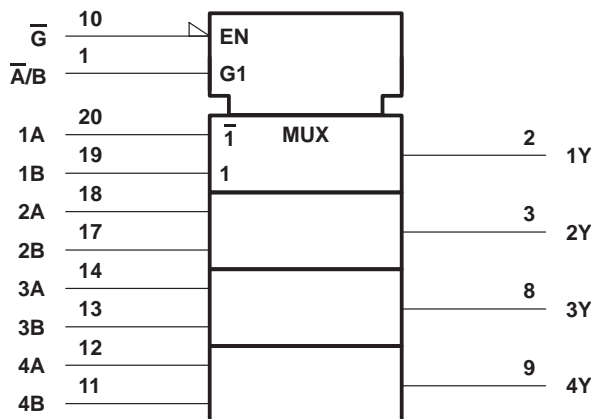 10
G̅ EN
1
A̅/B G1
20
1A 1̅ MUX 2
19 1Y
1B 1
18
2A
17 3
2B 2Y
14
3A
13 8
3B 3Y
12
4A
11 9
4B 4Y